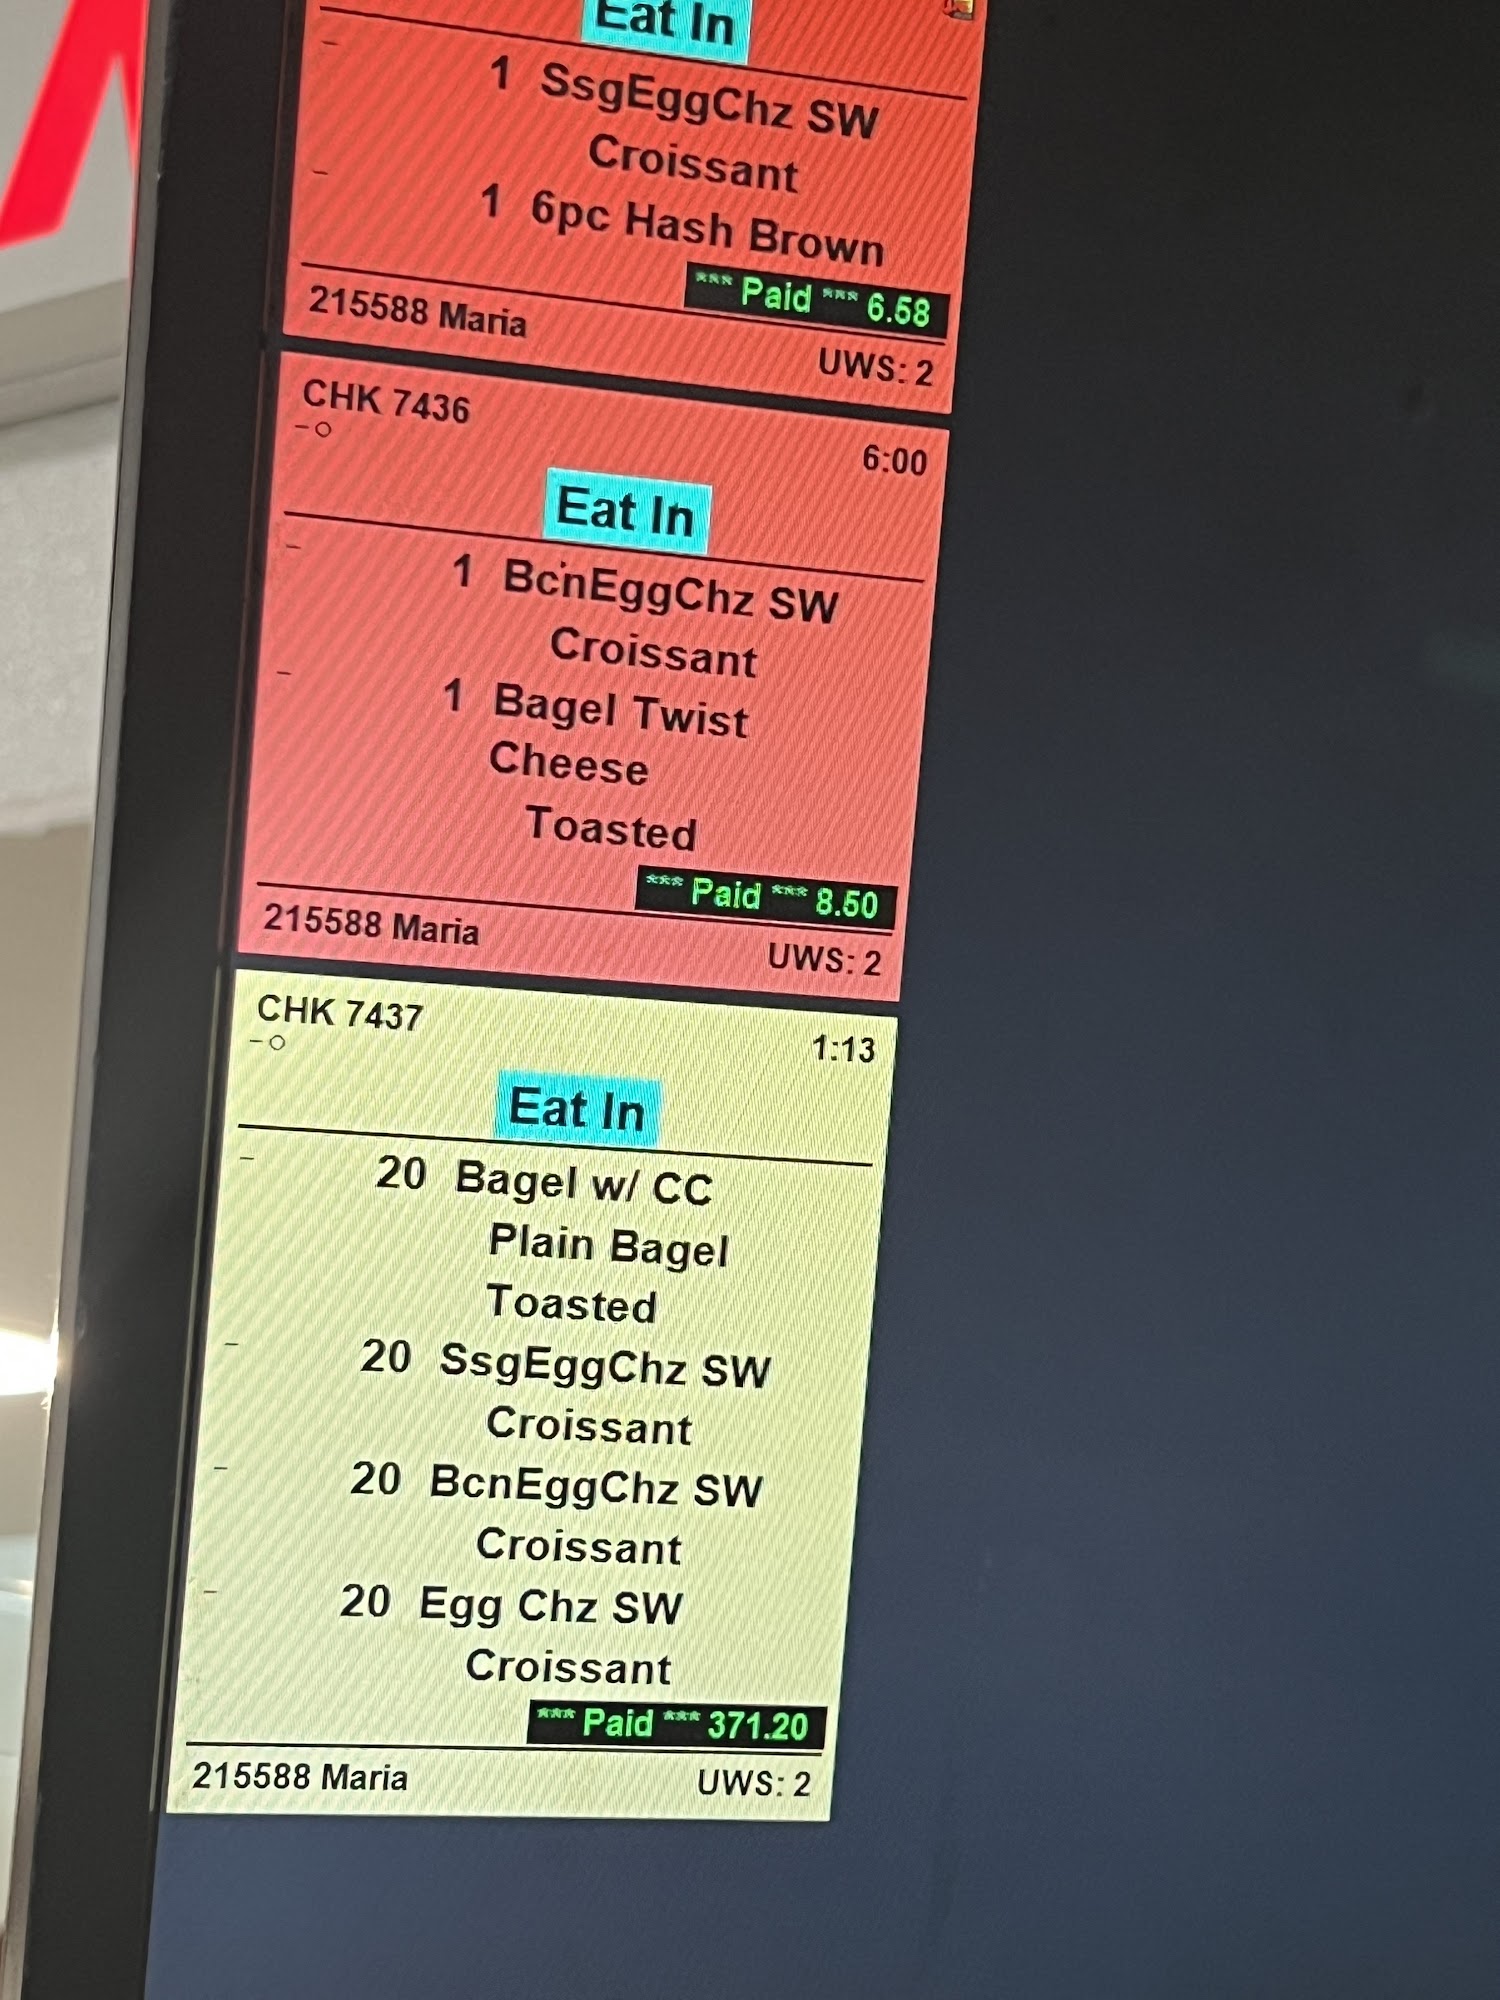 Eat In
1 SsgEggChz SW
Croissant
1 6pc Hash Brown
*** Paid *** 6.58
215588 Maria
UWS: 2
CHK 7436
6:00
Eat In
1 BcnEggChz SW
Croissant
1 Bagel Twist
Cheese
Toasted
*** Paid *** 8.50
215588 Maria
UWS: 2
CHK 7437
1:13
Eat In
20 Bagel w/ CC
Plain Bagel
Toasted
20 SsgEggChz SW
Croissant
20 BcnEggChz SW
Croissant
20 Egg Chz SW
Croissant
*** Paid *** 371.20
215588 Maria
UWS: 2